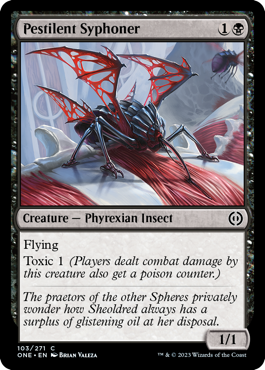 Pestilent Syphoner 1
Creature — Phyrexian Insect
Flying
Toxic 1 (Players dealt combat damage by
this creature also get a poison counter.)
The praetors of the other Spheres privately
wonder how Sheoldred always has a
surplus of glistening oil at her disposal.
1/1
103/271 C
ONE • EN BRIAN VALEZA
™ & © 2023 Wizards of the Coast